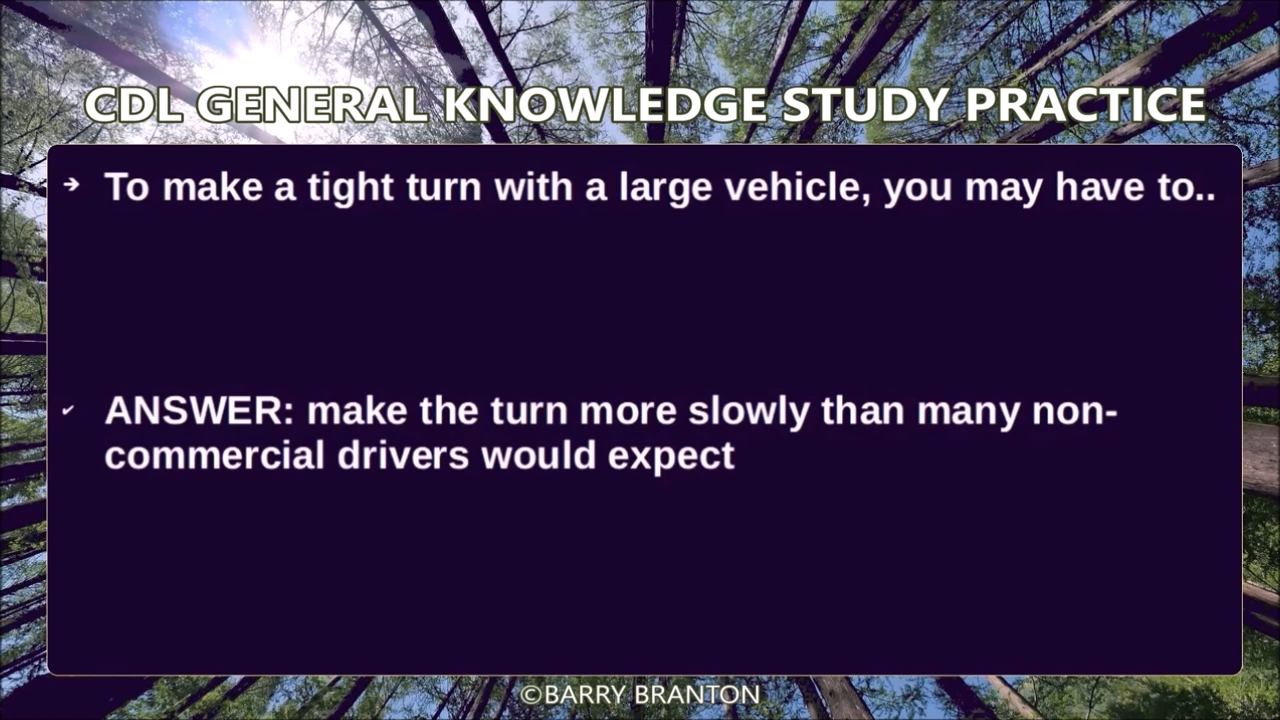 CDL GENERAL KNOWLEDGE STUDY PRACTICE
➔ To make a tight turn with a large vehicle, you may have to..
✔ ANSWER: make the turn more slowly than many non-
commercial drivers would expect
©BARRY BRANTON